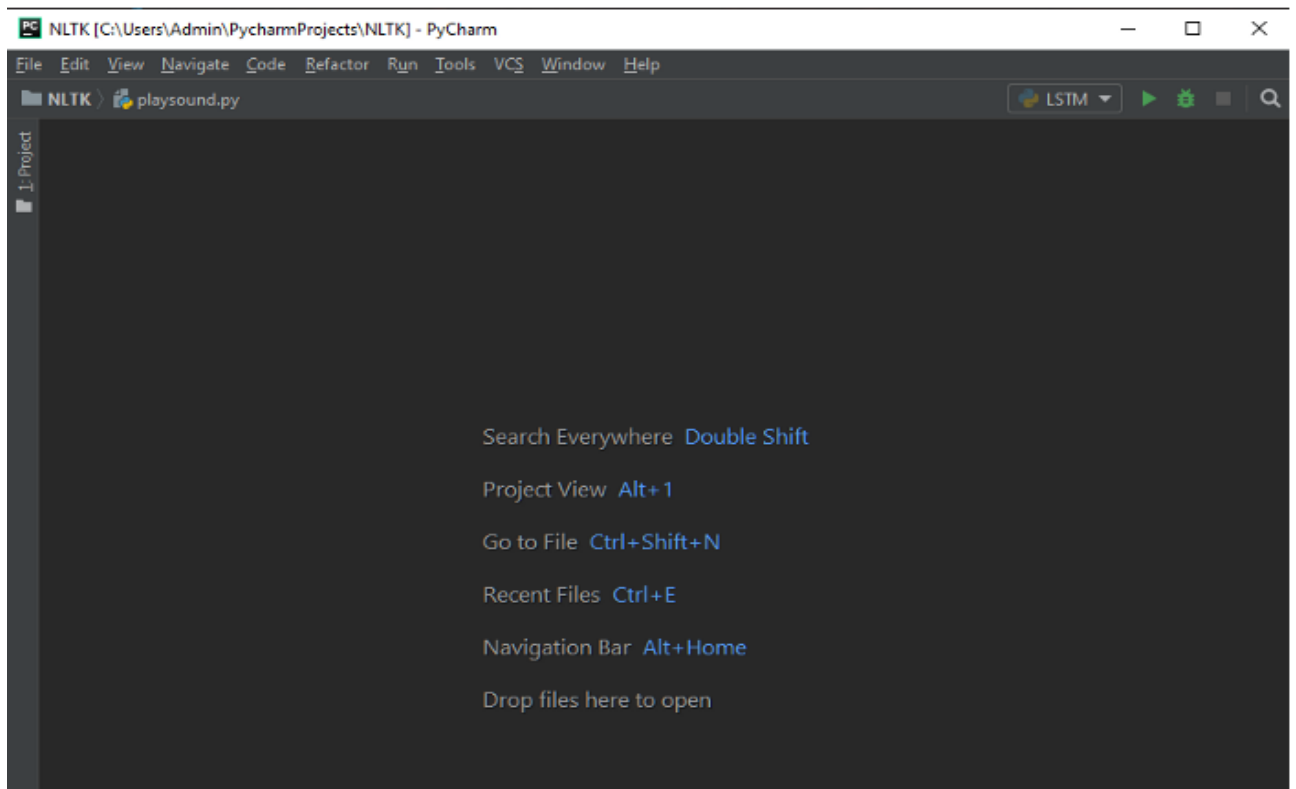 PC NLTK [C:\Users\Admin\PycharmProjects\NLTK] - PyCharm
File Edit View Navigate Code Refactor Run Tools VCS Window Help
NLTK playsound.py LSTM
1: Project
Search Everywhere Double Shift
Project View Alt+1
Go to File Ctrl+Shift+N
Recent Files Ctrl+E
Navigation Bar Alt+Home
Drop files here to open